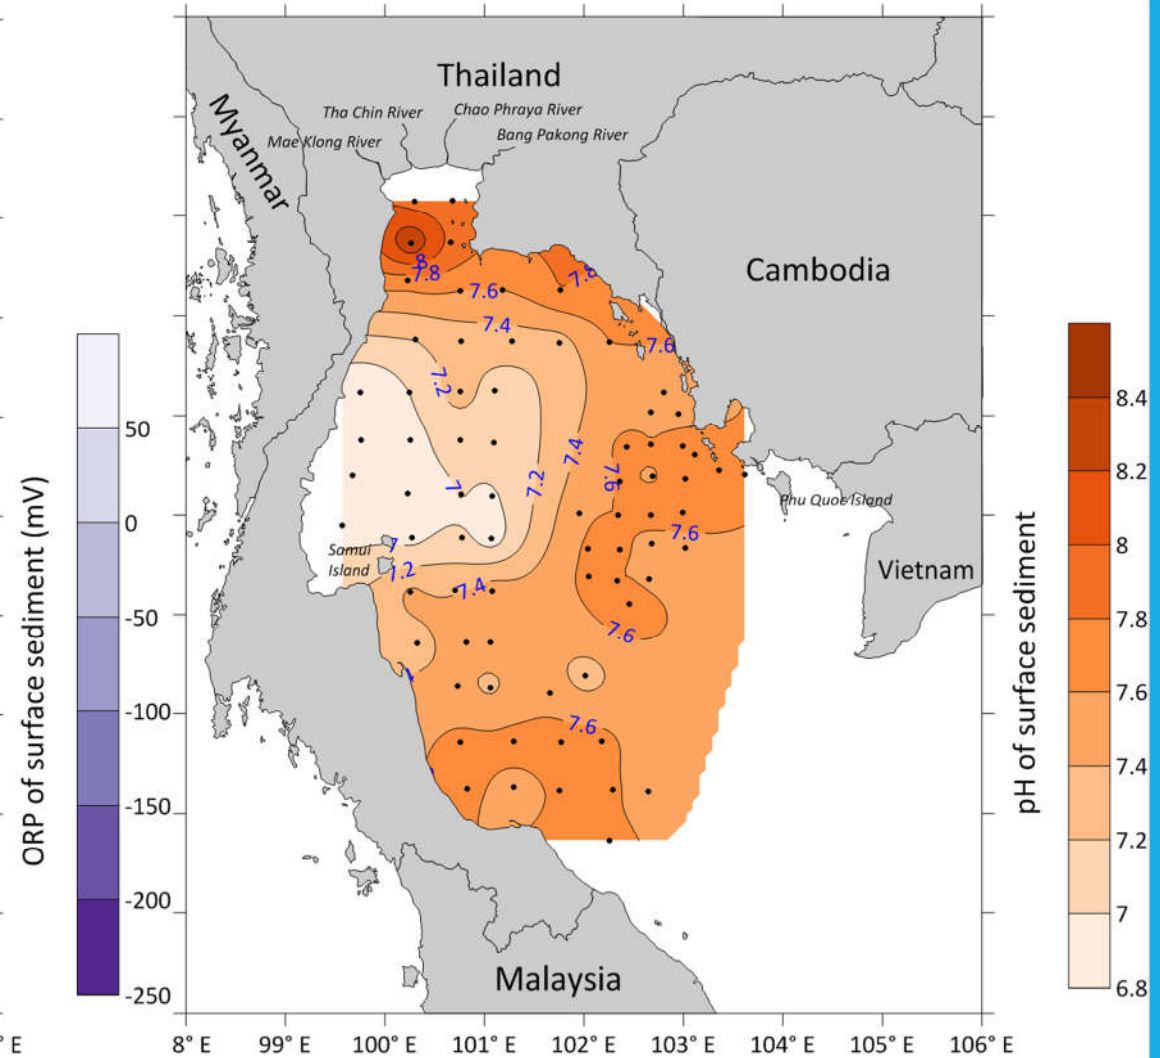 Thailand
Tha Chin River
Chao Phraya River
Mae Klong River
Bang Pakong River
Myanmar
Cambodia
Phu Quoc Island
Vietnam
Samui
Island
Malaysia
8
7.8
7.8
7.6
7.4
7.6
7.2
7.4
7.2
7.6
7
7.6
7
7.2
7.4
7.6
7.6
ORP of surface sediment (mV)
50
0
-50
-100
-150
-200
-250
pH of surface sediment
8.4
8.2
8
7.8
7.6
7.4
7.2
7
6.8
° E
8° E
99° E
100° E
101° E
102° E
103° E
104° E
105° E
106° E